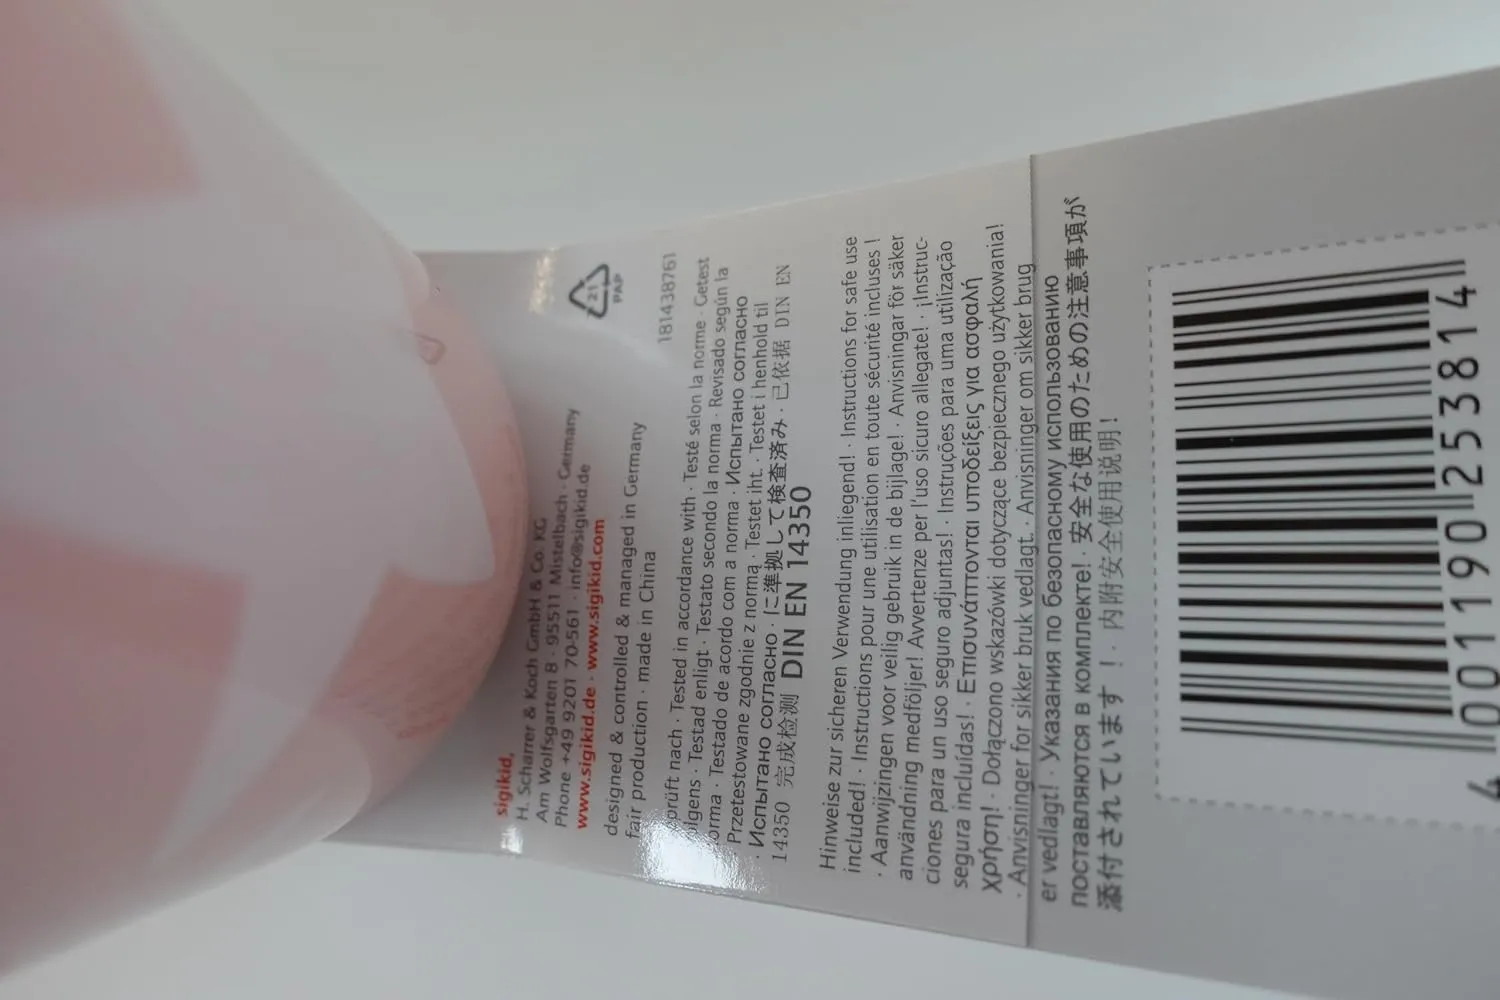 sigikid,
H. Scharrer & Koch GmbH & Co. KG
Am Wolfsgarten 8 · 95511 Mistelbach · Germany
Phone +49 9201 70-561 · info@sigikid.de
www.sigikid.de · www.sigikid.com
designed & controlled & managed in Germany
fair production · made in China
21
PAP
181438761
prüft nach · Tested in accordance with · Testé selon la norme · Getest
olgens · Testad enligt · Testato secondo la norma · Revisado según la
orma · Testado de acordo com a norma · Испытано согласно
Przetestowane zgodnie z normą · Testet iht. · Testet i henhold til
· Испытано согласно · に準拠して検査済み · 已依据 DIN EN
14350 完成检测 DIN EN 14350
Hinweise zur sicheren Verwendung inliegend! · Instructions for safe use
included! · Instructions pour une utilisation en toute sécurité incluses !
· Aanwijzingen voor veilig gebruik in de bijlage! · Anvisningar för säker
användning medföljer! Avvertenze per l'uso sicuro allegate! · ¡Instruc-
ciones para un uso seguro adjuntas! · Instruções para uma utilização
segura incluídas! · Επισυνάπτονται υποδείξεις για ασφαλή
χρήση! · Dołączono wskazówki dotyczące bezpiecznego użytkowania!
· Anvisninger for sikker bruk vedlagt. · Anvisninger om sikker brug
er vedlagt! · Указания по безопасному использованию
поставляются в комплекте! · 安全な使用のための注意事項が
添付されています ! · 内附安全使用说明!
4 001190 253814